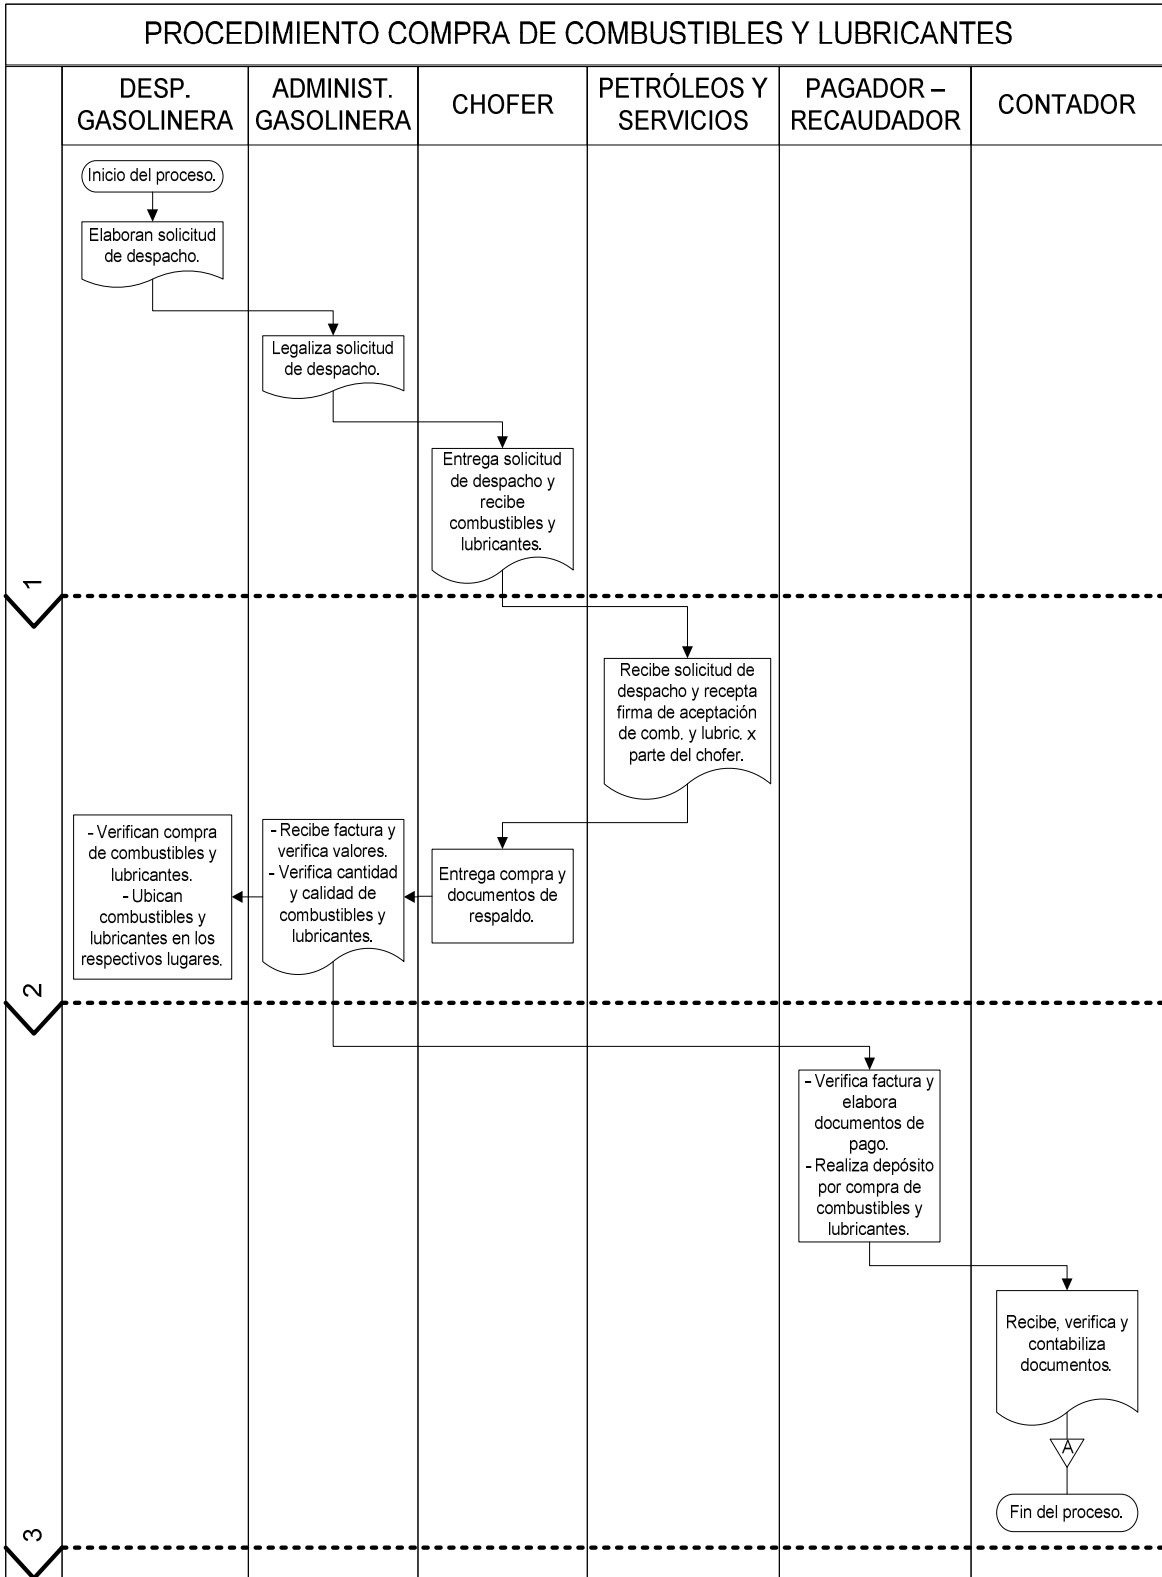 PROCEDIMIENTO COMPRA DE COMBUSTIBLES Y LUBRICANTES
DESP.
GASOLINERA
ADMINIST.
GASOLINERA
CHOFER
PETRÓLEOS Y
SERVICIOS
PAGADOR –
RECAUDADOR
CONTADOR
Inicio del proceso.
Elaboran solicitud
de despacho.
Legaliza solicitud
de despacho.
Entrega solicitud
de despacho y
recibe
combustibles y
lubricantes.
1
Recibe solicitud de
despacho y recepta
firma de aceptación
de comb. y lubric. x
parte del chofer.
- Verifican compra
de combustibles y
lubricantes.
- Ubican
combustibles y
lubricantes en los
respectivos lugares.
- Recibe factura y
verifica valores.
- Verifica cantidad
y calidad de
combustibles y
lubricantes.
Entrega compra y
documentos de
respaldo.
2
- Verifica factura y
elabora
documentos de
pago.
- Realiza depósito
por compra de
combustibles y
lubricantes.
Recibe, verifica y
contabiliza
documentos.
A
Fin del proceso.
3